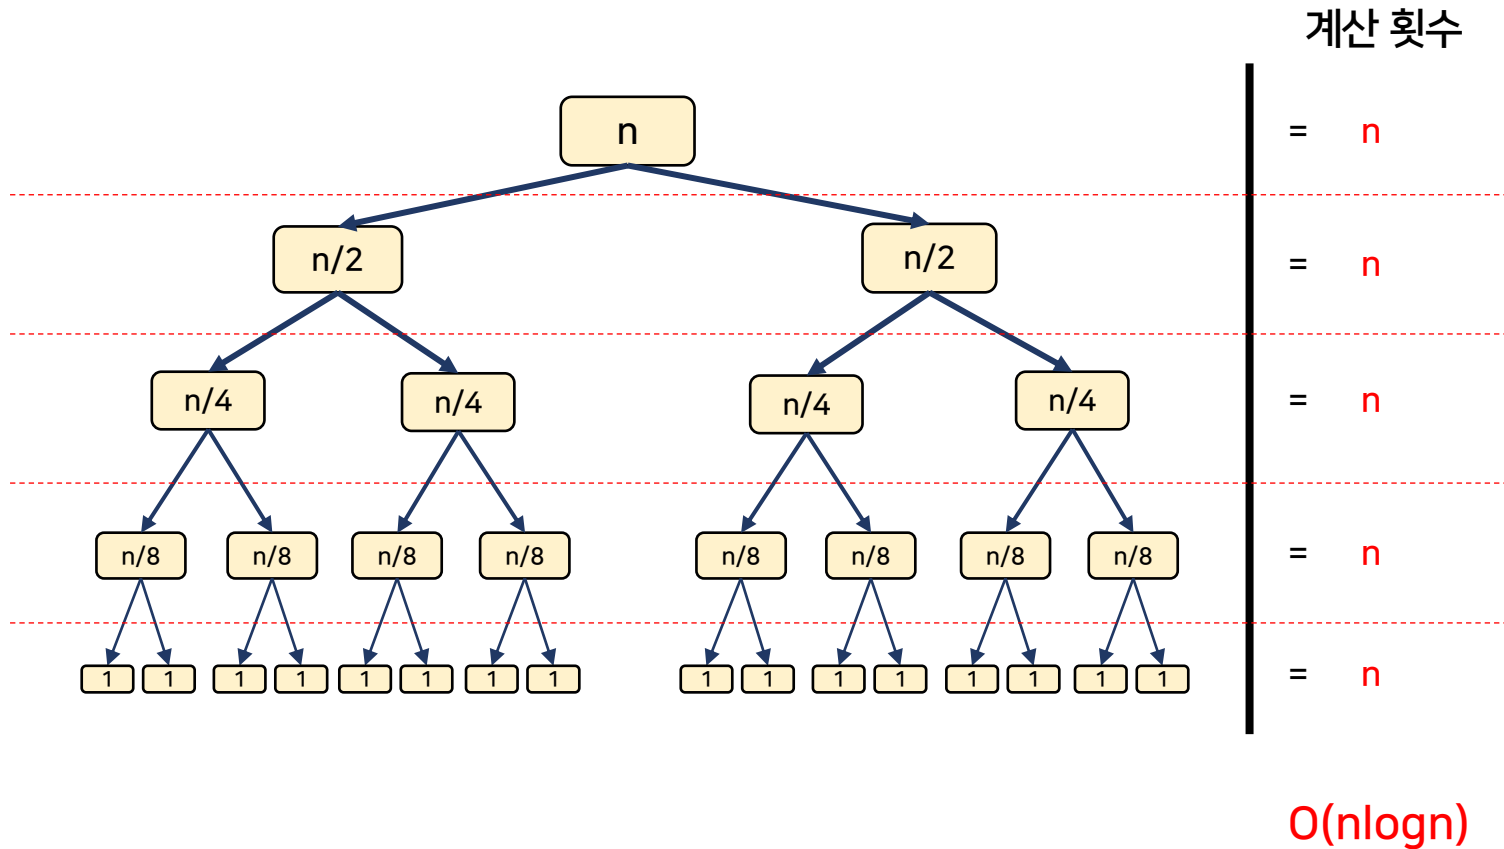 계산 횟수
n = n
n/2 n/2 = n
n/4 n/4 n/4 n/4 = n
n/8 n/8 n/8 n/8 n/8 n/8 n/8 n/8 = n
1 1 1 1 1 1 1 1 1 1 1 1 1 1 1 1 = n
O(nlogn)